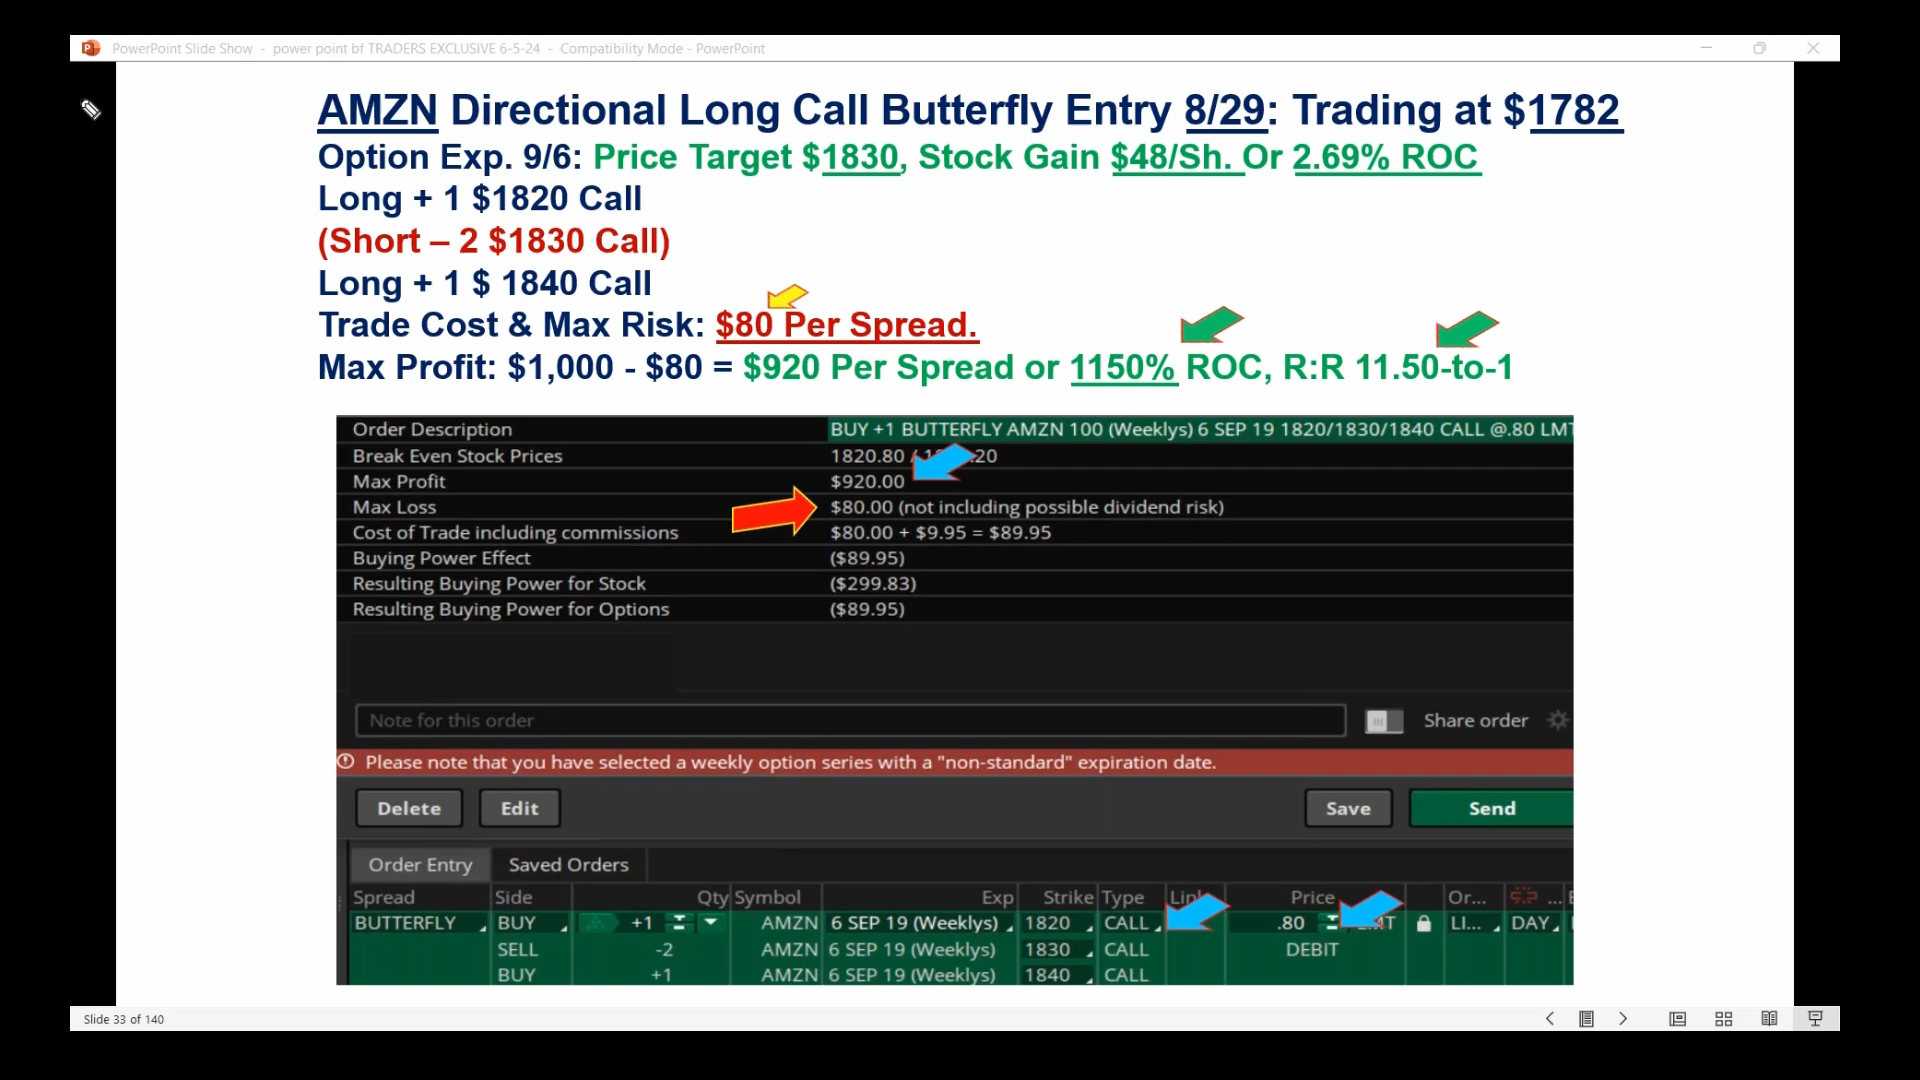 PowerPoint Slide Show - power point bf TRADERS EXCLUSIVE 6-5-24 - Compatibility Mode - PowerPoint
AMZN Directional Long Call Butterfly Entry 8/29: Trading at $1782
Option Exp. 9/6: Price Target $1830, Stock Gain $48/Sh. Or 2.69% ROC
Long + 1 $1820 Call
(Short – 2 $1830 Call)
Long + 1 $ 1840 Call
Trade Cost & Max Risk: $80 Per Spread.
Max Profit: $1,000 - $80 = $920 Per Spread or 1150% ROC, R:R 11.50-to-1
Order Description BUY +1 BUTTERFLY AMZN 100 (Weeklys) 6 SEP 19 1820/1830/1840 CALL @.80 LMT
Break Even Stock Prices 1820.80 / .20
Max Profit $920.00
Max Loss $80.00 (not including possible dividend risk)
Cost of Trade including commissions $80.00 + $9.95 = $89.95
Buying Power Effect ($89.95)
Resulting Buying Power for Stock ($299.83)
Resulting Buying Power for Options ($89.95)
Note for this order Share order
Please note that you have selected a weekly option series with a "non-standard" expiration date.
Delete Edit Save Send
Order Entry Saved Orders
Spread Side Qty Symbol Exp Strike Type Link Price Or... ...
BUTTERFLY BUY +1 AMZN 6 SEP 19 (Weeklys) 1820 CALL .80 LMT LI... DAY
SELL -2 AMZN 6 SEP 19 (Weeklys) 1830 CALL DEBIT
BUY +1 AMZN 6 SEP 19 (Weeklys) 1840 CALL
Slide 33 of 140